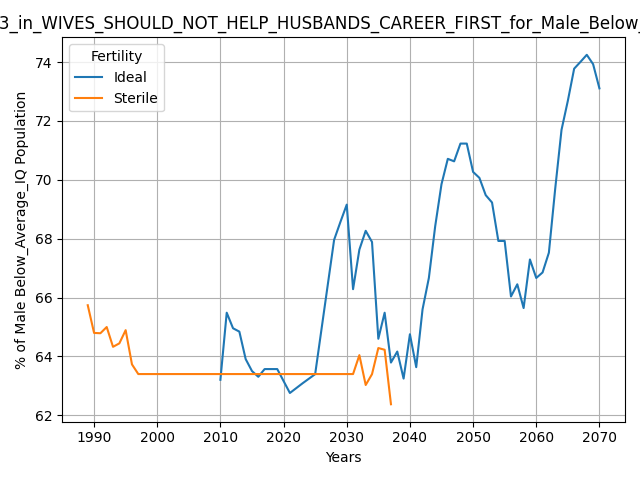 3_in_WIVES_SHOULD_NOT_HELP_HUSBANDS_CAREER_FIRST_for_Male_Below_
Fertility
Ideal
Sterile
% of Male Below_Average_IQ Population
74
72
70
68
66
64
62
1990 2000 2010 2020 2030 2040 2050 2060 2070
Years